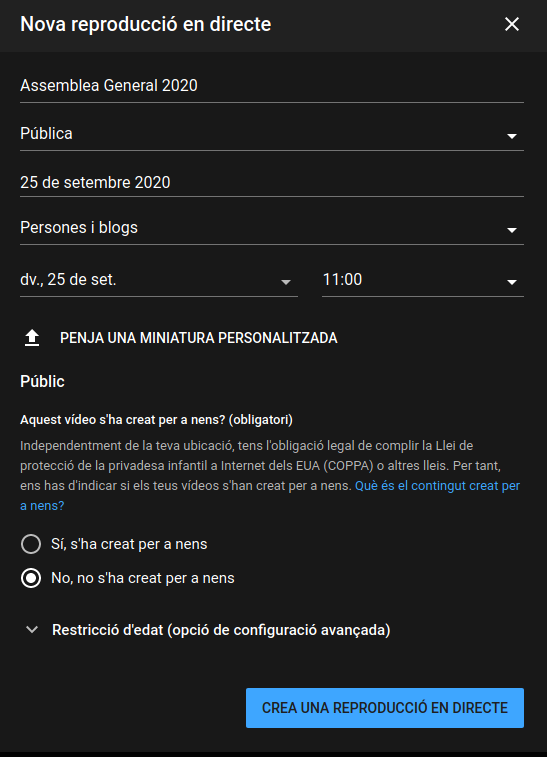 Nova reproducció en directe
Assemblea General 2020
Pública
25 de setembre 2020
Persones i blogs
dv., 25 de set.
11:00
PENJA UNA MINIATURA PERSONALITZADA
Públic
Aquest vídeo s'ha creat per a nens? (obligatori)
Independentment de la teva ubicació, tens l'obligació legal de complir la Llei de
protecció de la privadesa infantil a Internet dels EUA (COPPA) o altres lleis. Per tant,
ens has d'indicar si els teus vídeos s'han creat per a nens. Què és el contingut creat per
a nens?
Sí, s'ha creat per a nens
No, no s'ha creat per a nens
Restricció d'edat (opció de configuració avançada)
CREA UNA REPRODUCCIÓ EN DIRECTE